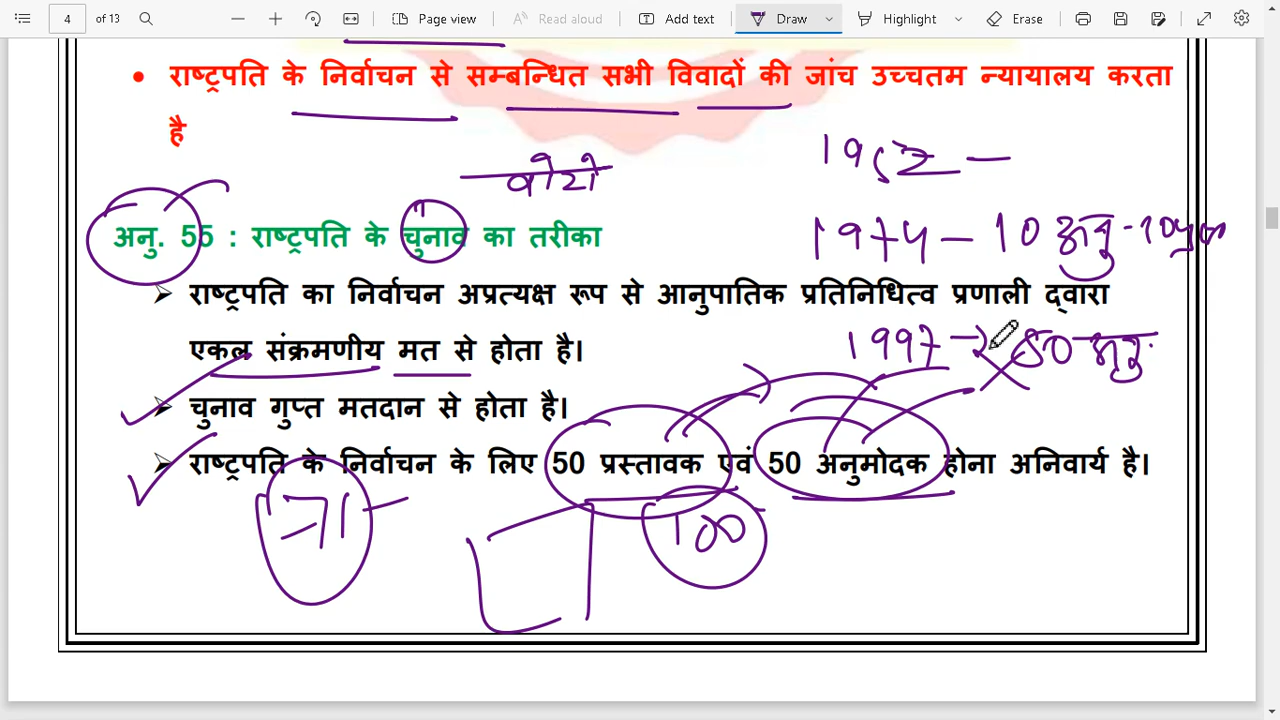 4 of 13 Page view Read aloud Add text Draw Highlight Erase
• राष्ट्रपति के निर्वाचन से सम्बन्धित सभी विवादों की जांच उच्चतम न्यायालय करता
है
1952 —
अनु. 55 : राष्ट्रपति के चुनाव का तरीका
1974 – 10 अनु - 10
➢ राष्ट्रपति का निर्वाचन अप्रत्यक्ष रूप से आनुपातिक प्रतिनिधित्व प्रणाली द्वारा
एकल संक्रमणीय मत से होता है।
1997 → 50 अनु.
➢ चुनाव गुप्त मतदान से होता है।
➢ राष्ट्रपति के निर्वाचन के लिए 50 प्रस्तावक एवं 50 अनुमोदक होना अनिवार्य है।
100